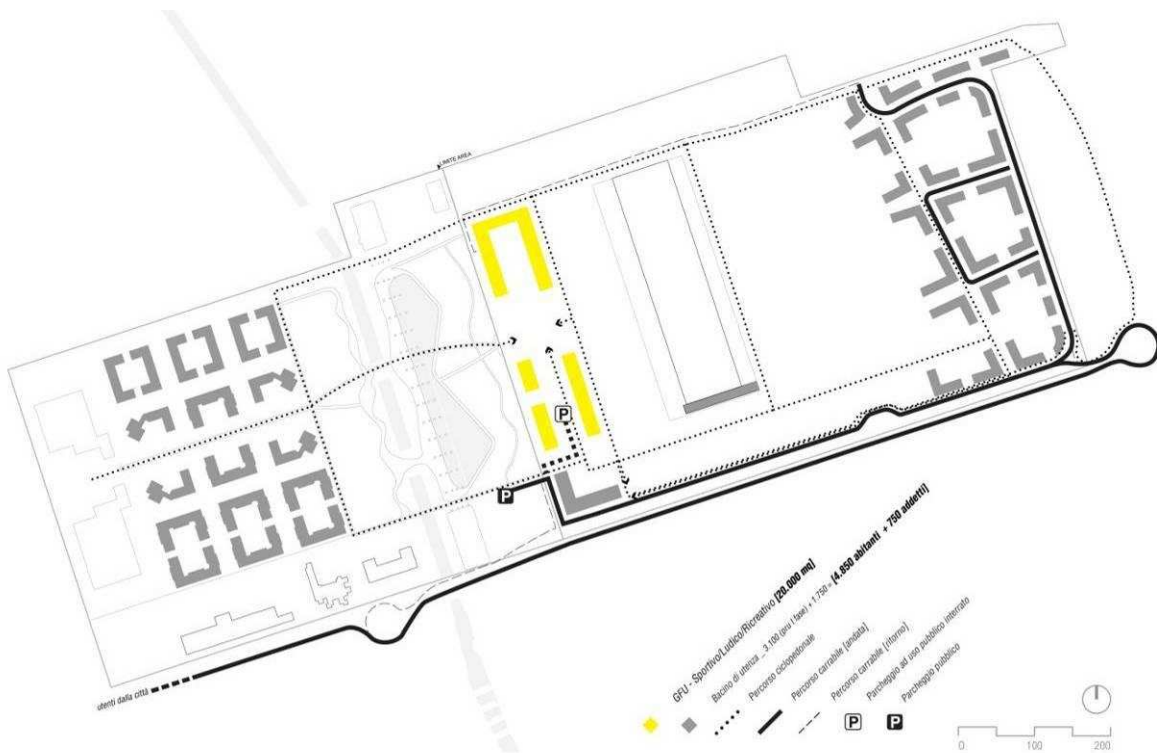 LIMITE AREA
P
P
utenti dalla città
GFU - Sportivo/Ludico/Ricreativo [20.000 mq]
Bacino di utenza _ 3.100 (pru I fase) + 1.750 = [4.850 abitanti + 750 addetti]
Percorso ciclopedonale
Percorso carrabile [andata]
Percorso carrabile [ritorno]
P Parcheggio ad uso pubblico interrato
P Parcheggio pubblico
0 100 200